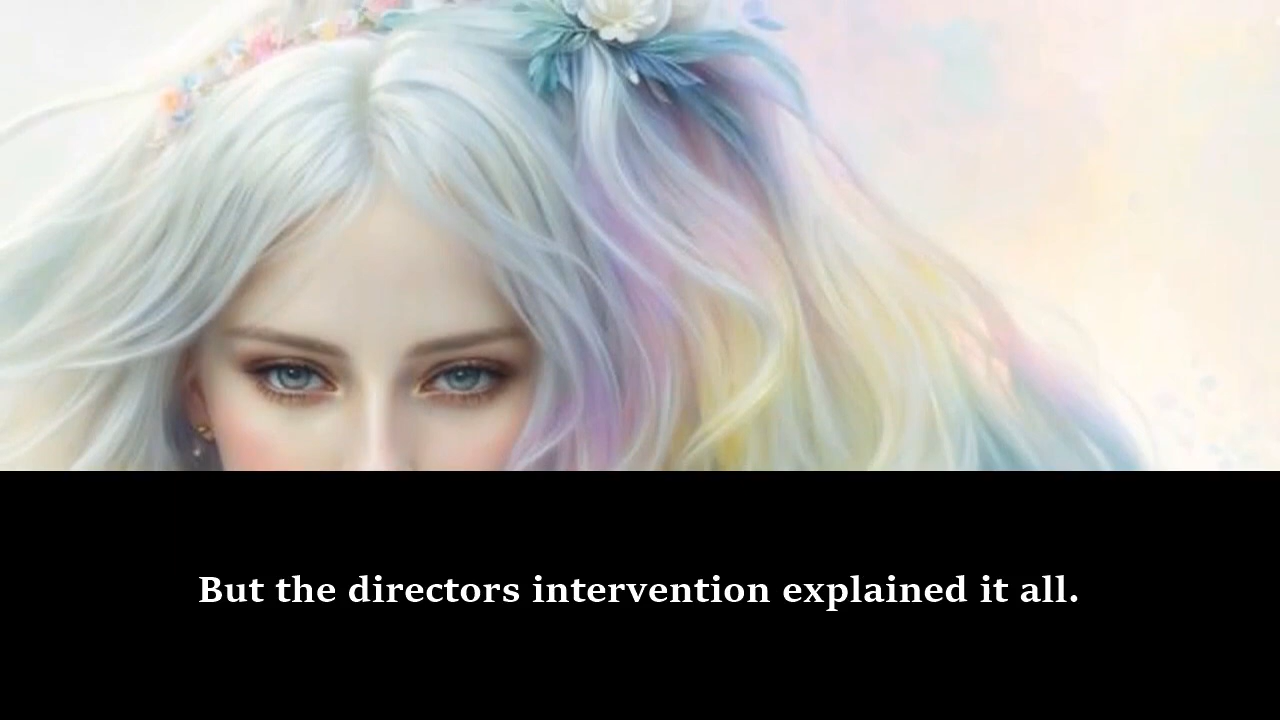 But the directors intervention explained it all.